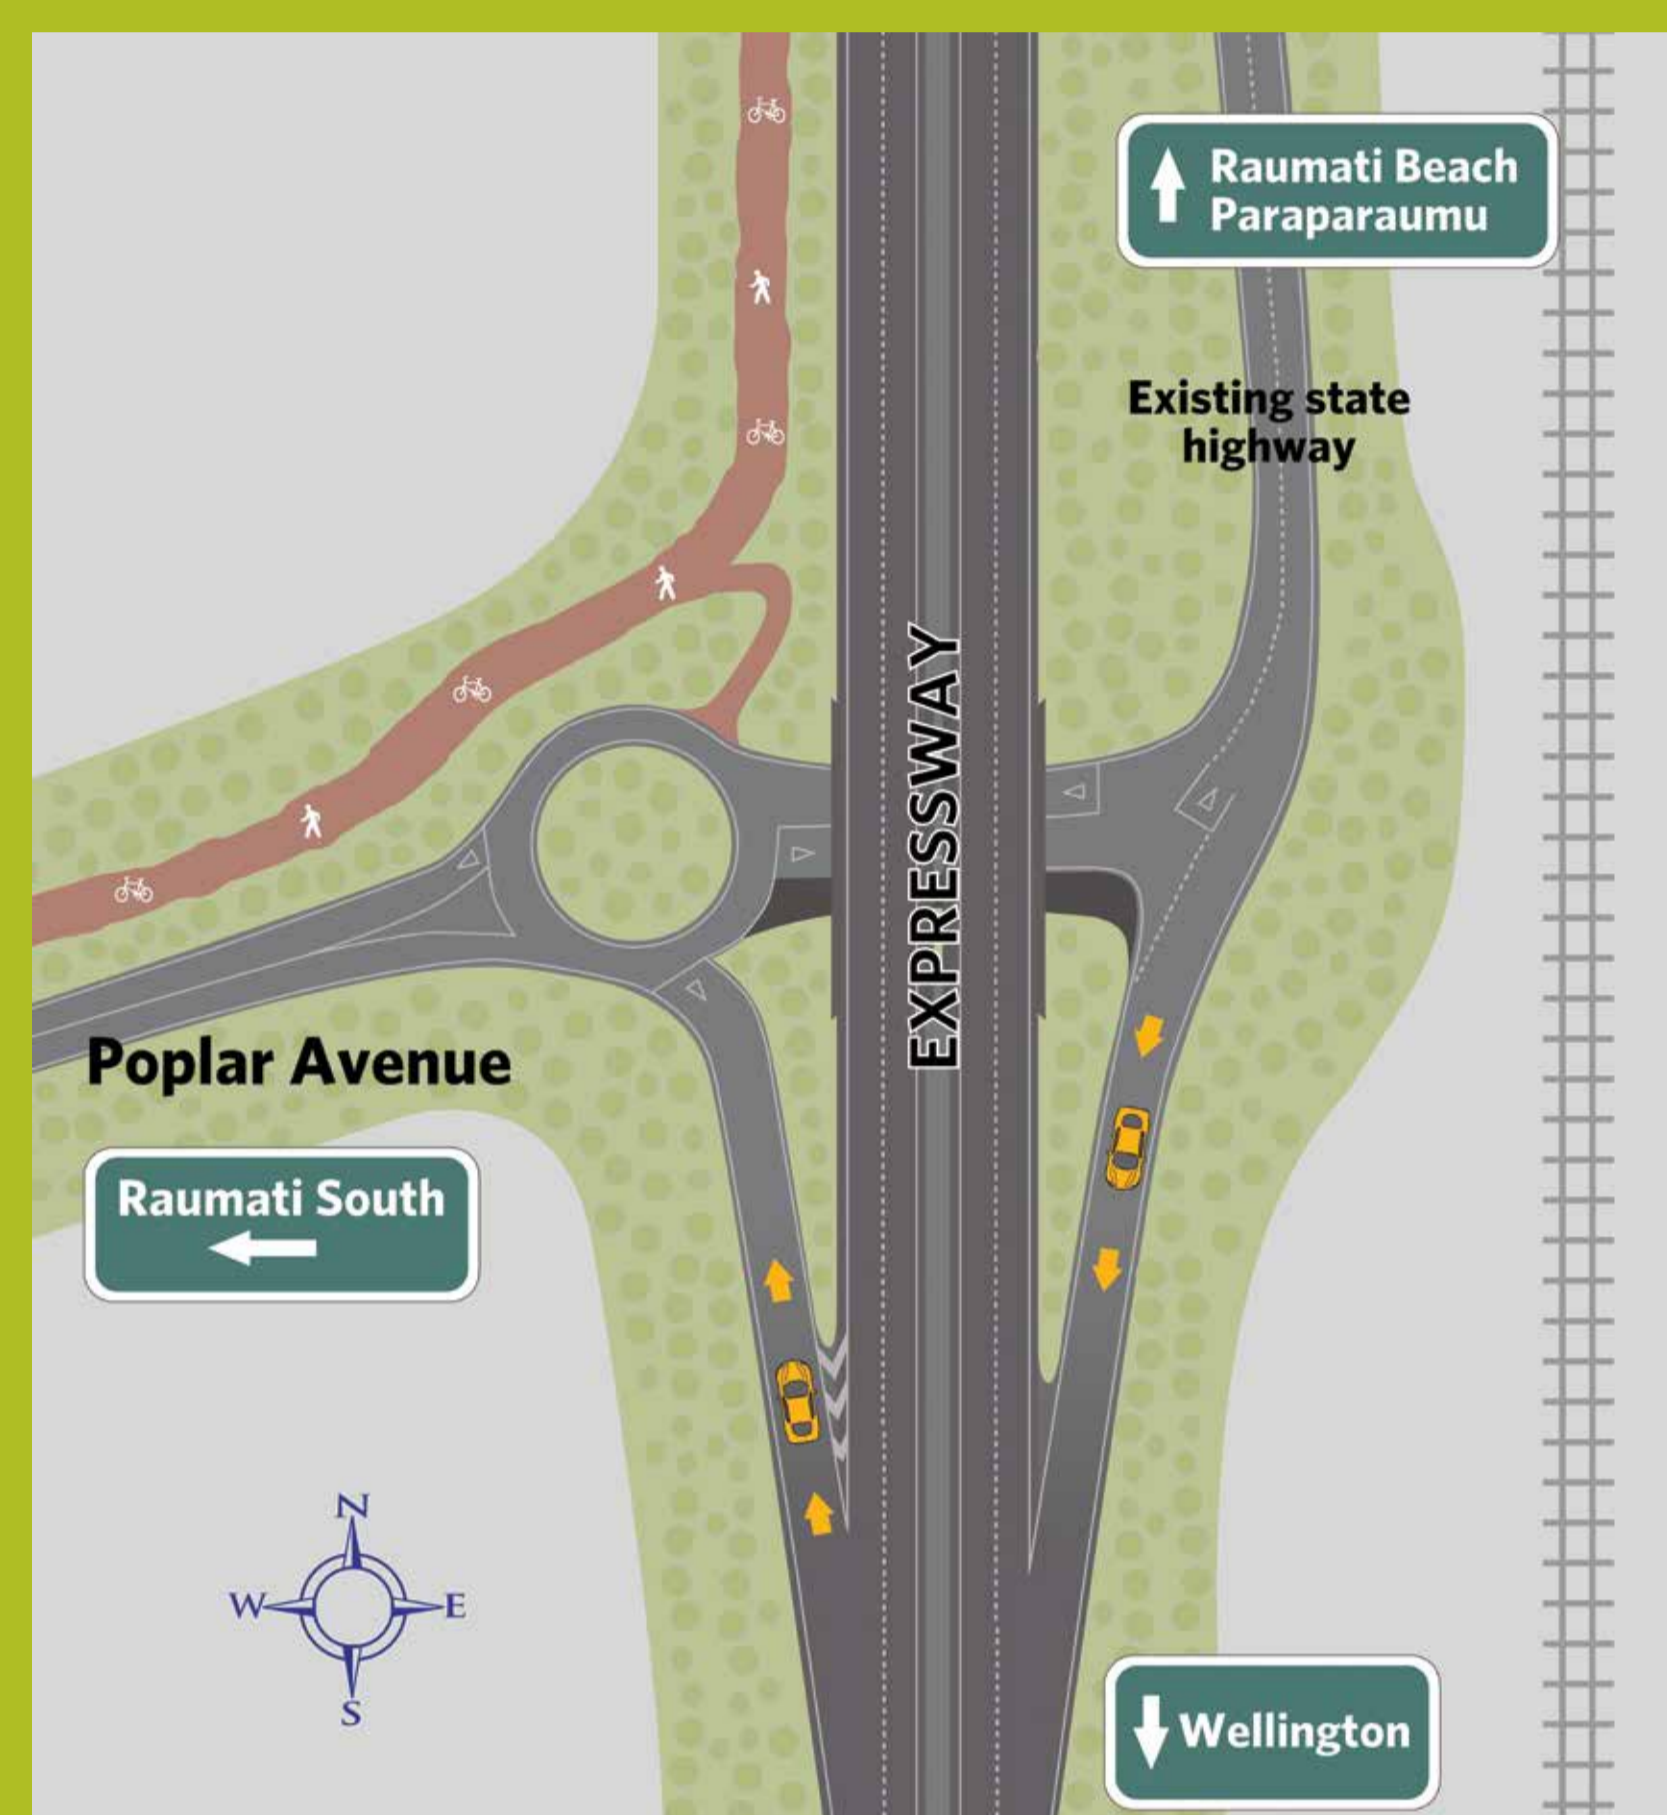 Raumati Beach
Paraparaumu
Existing state
highway
EXPRESSWAY
Poplar Avenue
Raumati South
N
W
E
S
Wellington